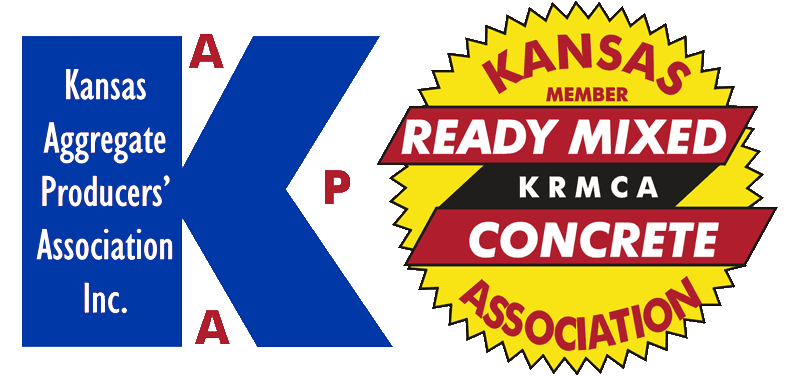 Kansas
Aggregate
Producers’
Association
Inc.
A
P
A
KANSAS
MEMBER
READY MIXED
KRMCA
CONCRETE
ASSOCIATION